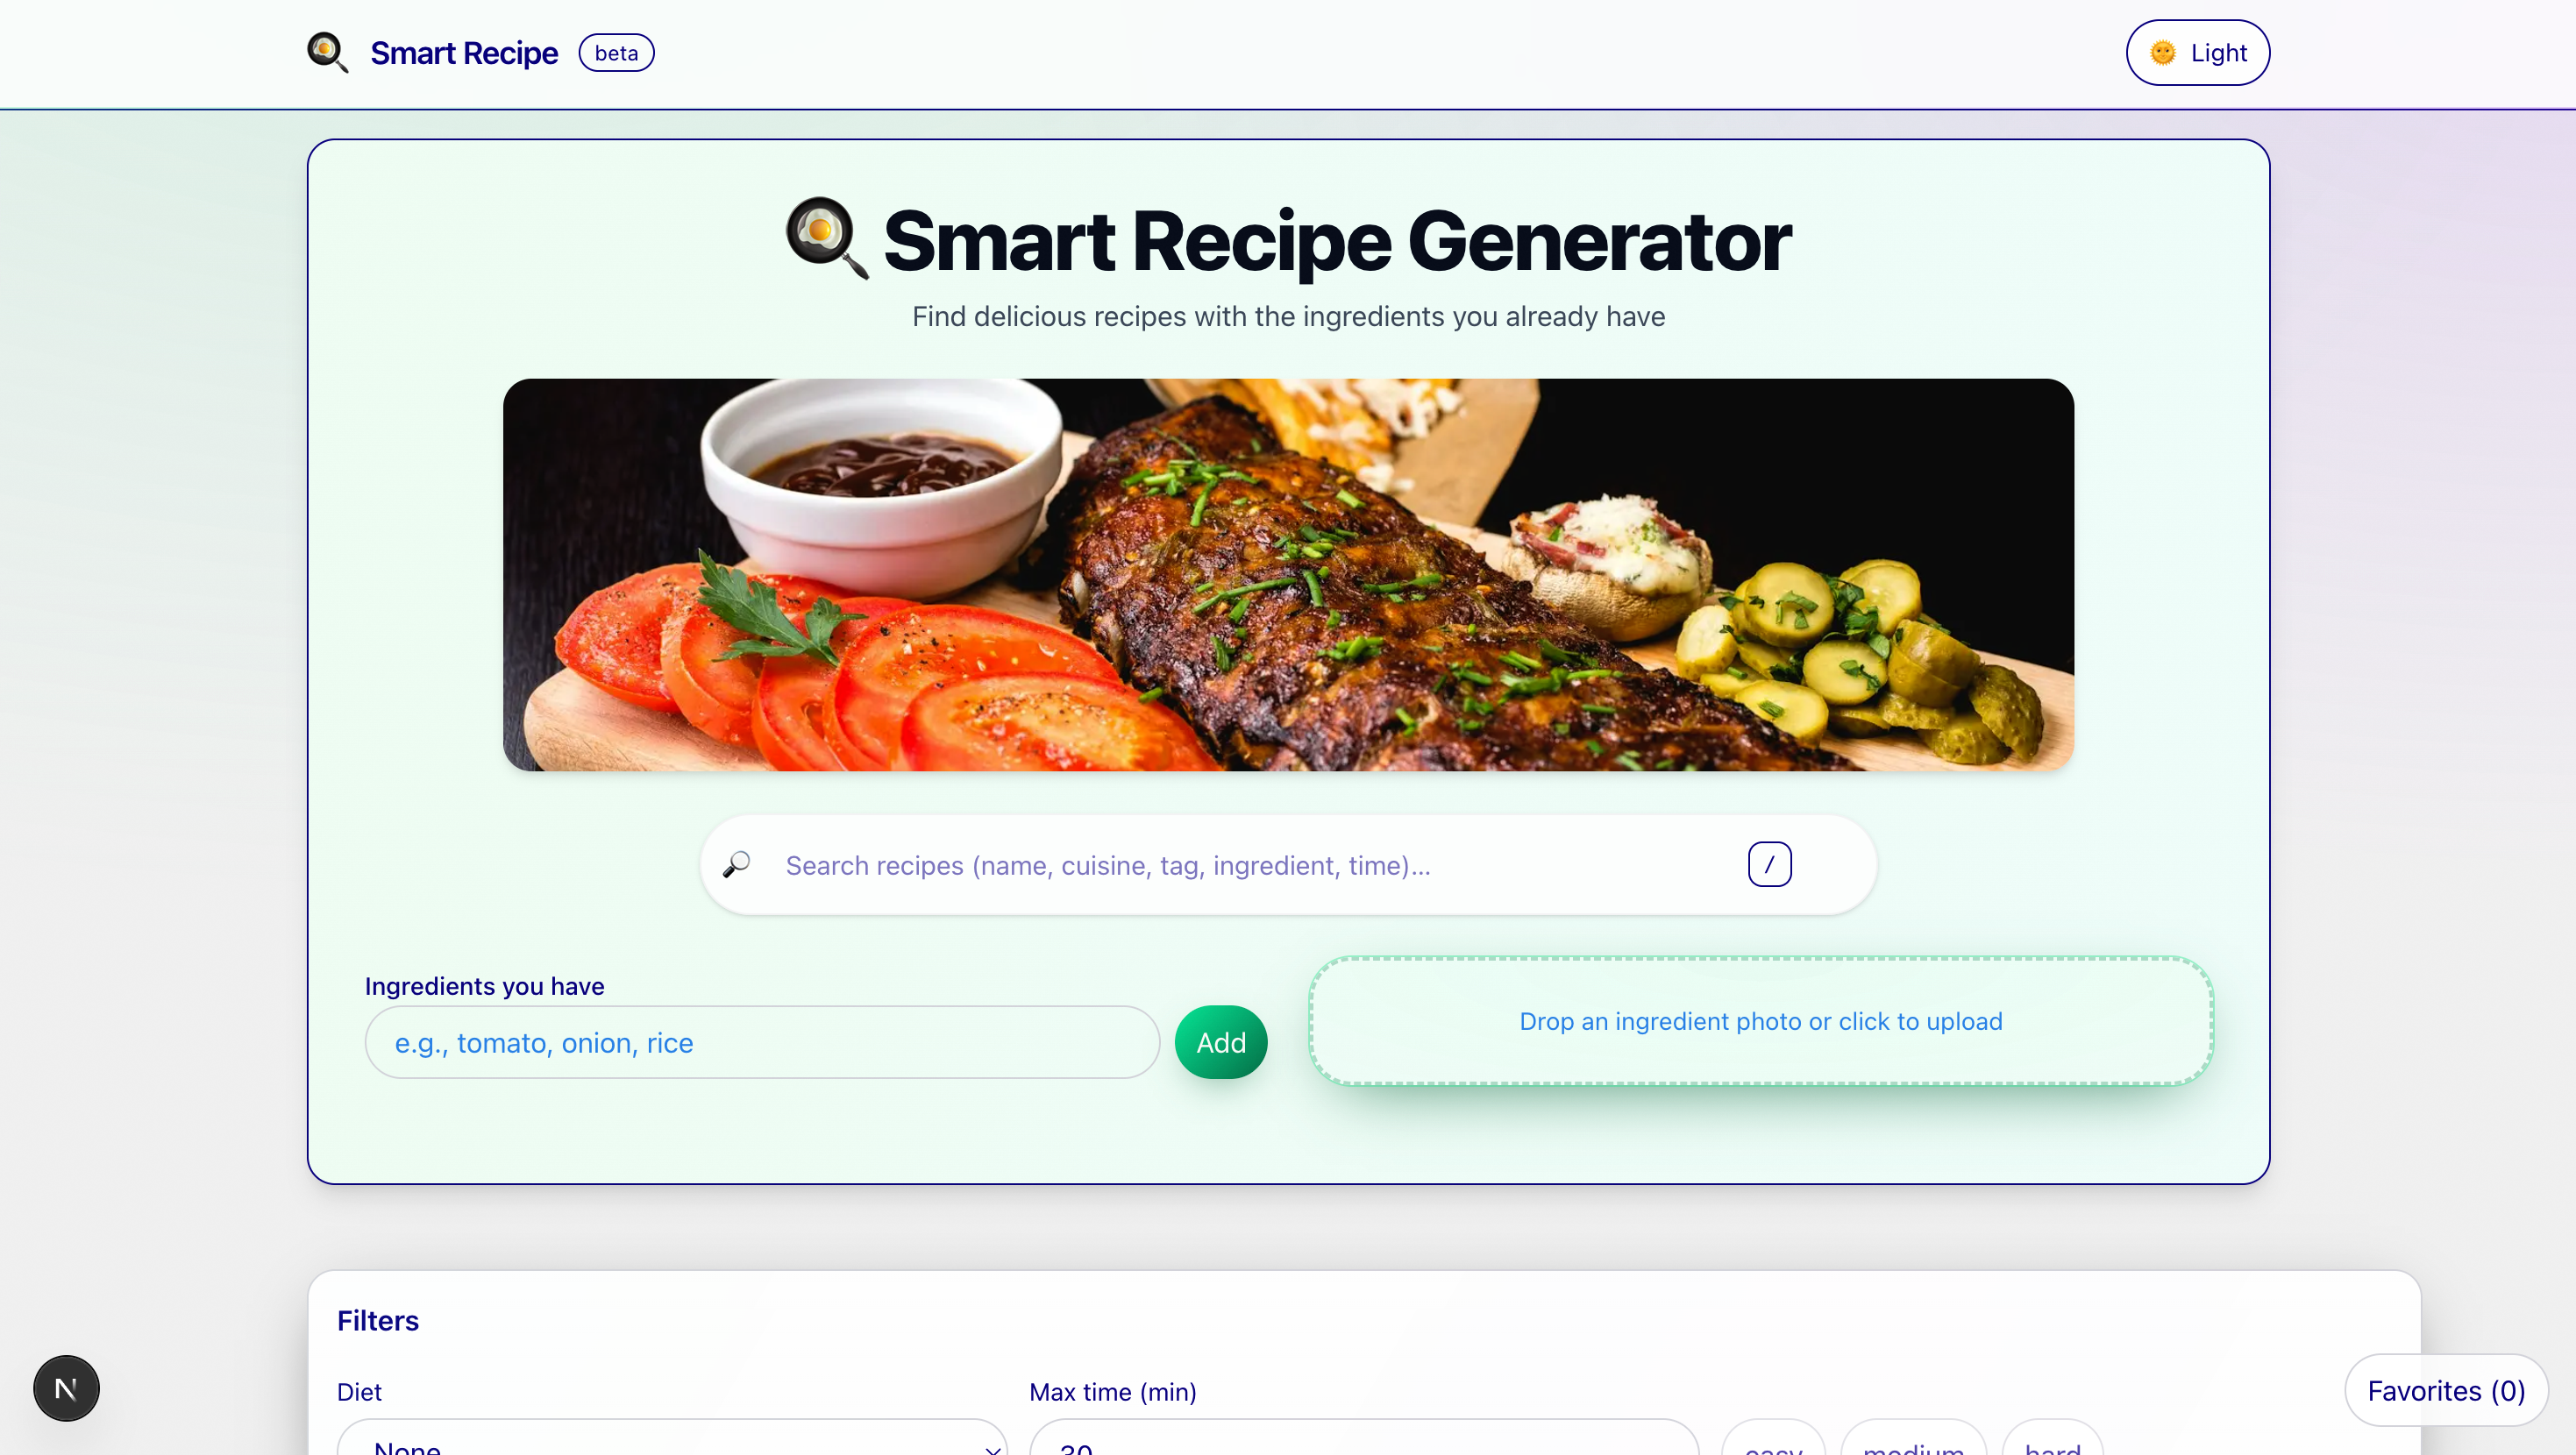 Smart Recipe beta
Light
Smart Recipe Generator
Find delicious recipes with the ingredients you already have
Search recipes (name, cuisine, tag, ingredient, time)...
/
Ingredients you have
e.g., tomato, onion, rice
Add
Drop an ingredient photo or click to upload
Filters
Diet
Max time (min)
None
30
easy
medium
hard
N
Favorites (0)